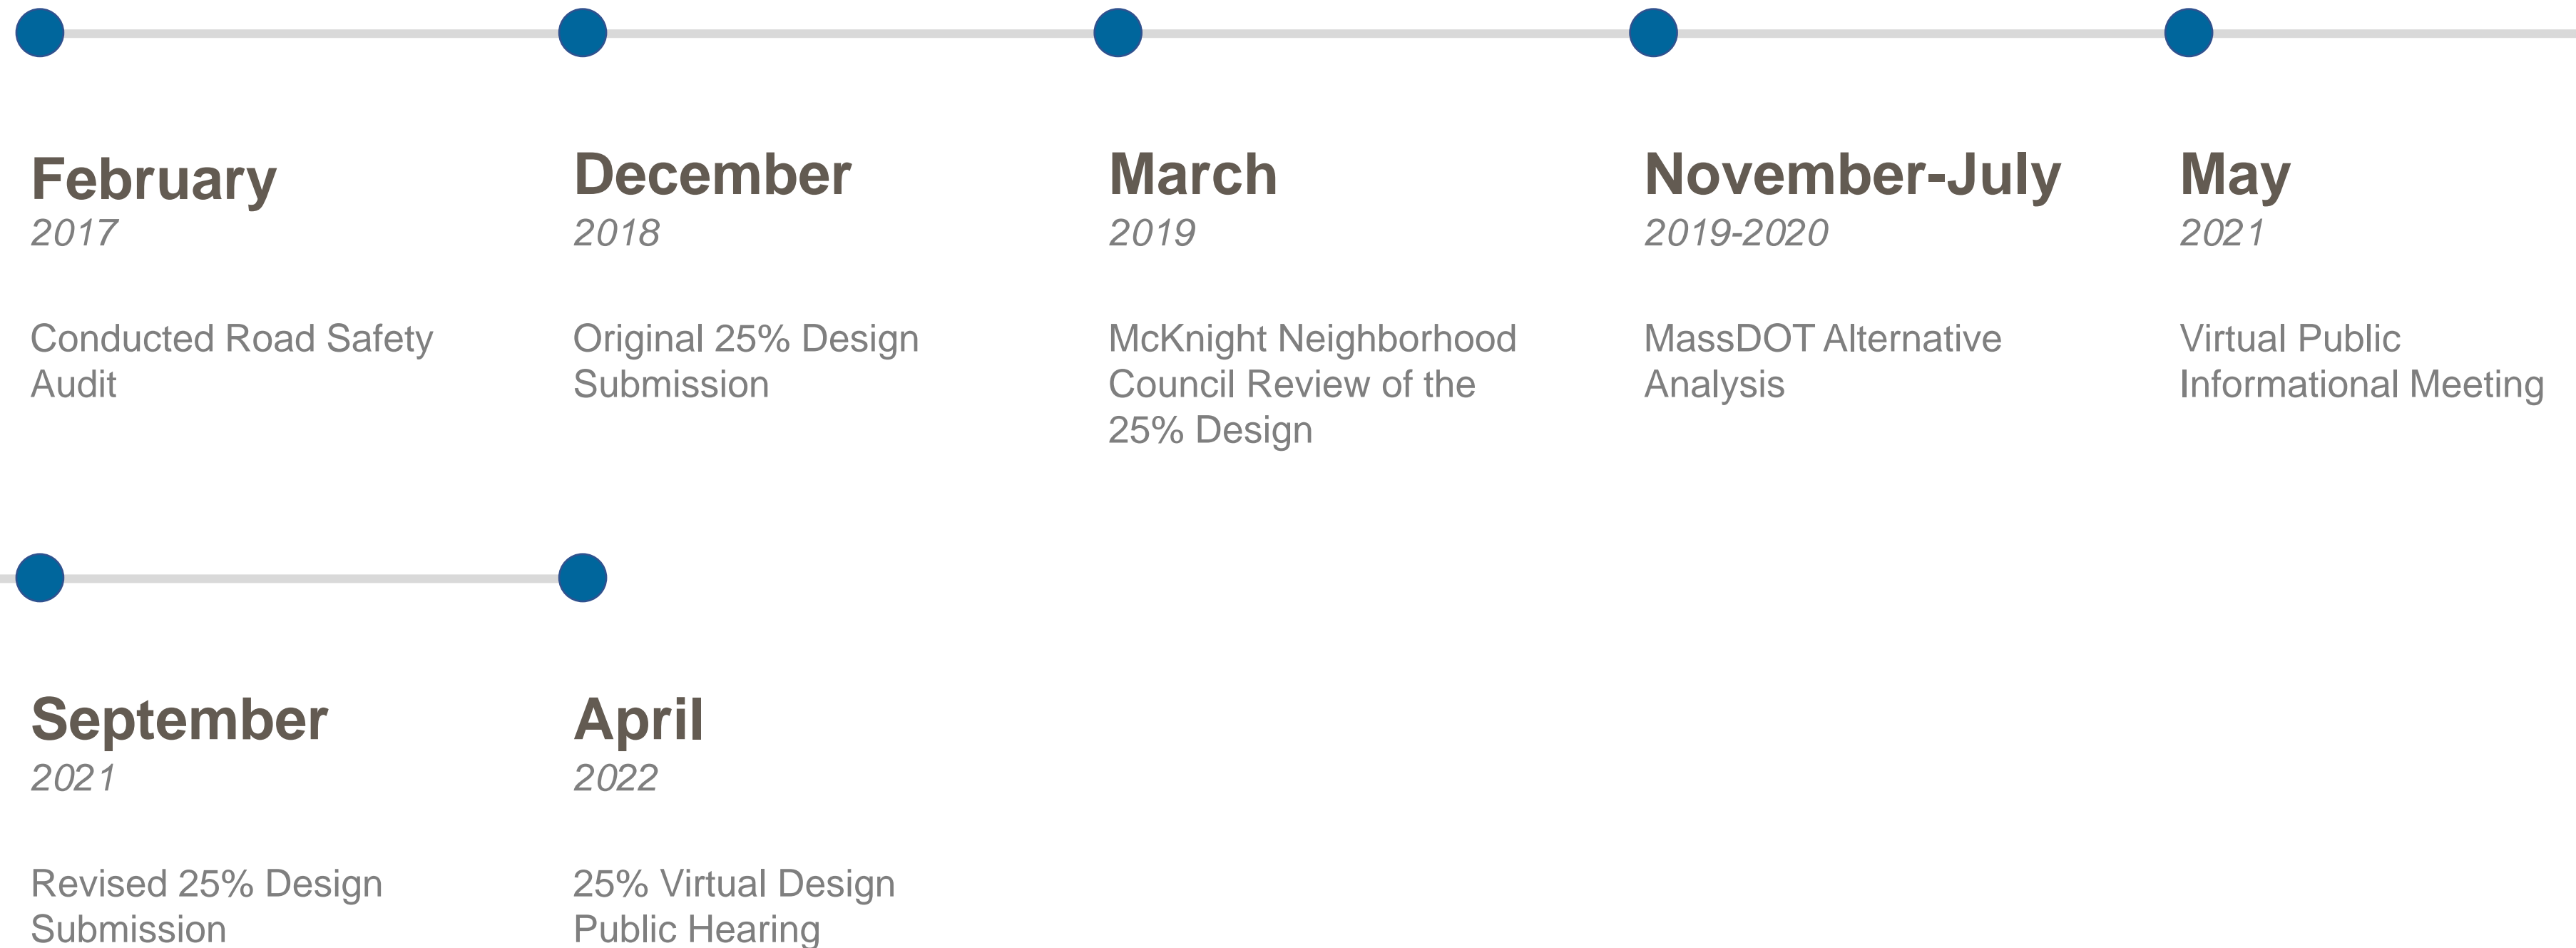 February
2017
Conducted Road Safety
Audit
December
2018
Original 25% Design
Submission
March
2019
McKnight Neighborhood
Council Review of the
25% Design
November-July
2019-2020
MassDOT Alternative
Analysis
May
2021
Virtual Public
Informational Meeting
September
2021
Revised 25% Design
Submission
April
2022
25% Virtual Design
Public Hearing